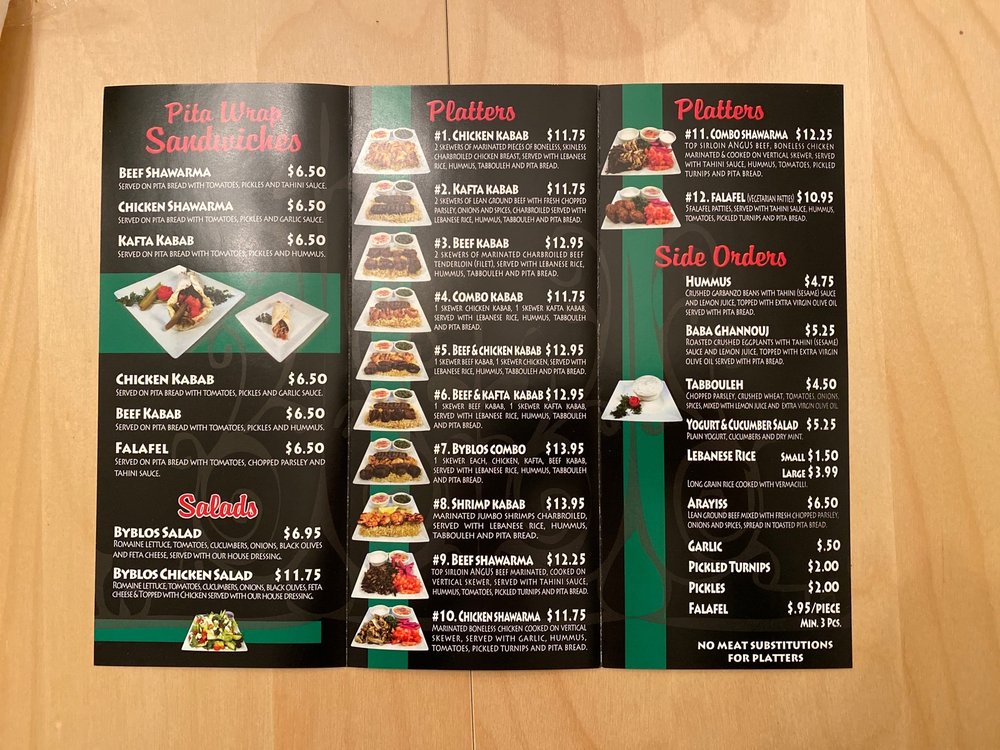 Pita Wrap
Sandwiches
BEEF SHAWARMA $6.50
SERVED ON PITA BREAD WITH TOMATOES, PICKLES AND TAHINI SAUCE.
CHICKEN SHAWARMA $6.50
SERVED ON PITA BREAD WITH TOMATOES, PICKLES AND GARLIC SAUCE.
KAFTA KABAB $6.50
SERVED ON PITA BREAD WITH TOMATOES, PICKLES AND HUMMUS.
CHICKEN KABAB $6.50
SERVED ON PITA BREAD WITH TOMATOES, PICKLES AND GARLIC SAUCE.
BEEF KABAB $6.50
SERVED ON PITA BREAD WITH TOMATOES, PICKLES AND HUMMUS.
FALAFEL $6.50
SERVED ON PITA BREAD WITH TOMATOES, CHOPPED PARSLEY AND
TAHINI SAUCE.
Salads
BYBLOS SALAD $6.95
ROMAINE LETTUCE, TOMATOES, CUCUMBERS, ONIONS, BLACK OLIVES
AND FETA CHEESE, SERVED WITH OUR HOUSE DRESSING.
BYBLOS CHICKEN SALAD $11.75
ROMAINE LETTUCE, TOMATOES, CUCUMBERS, ONIONS, BLACK OLIVES, FETA
CHEESE & TOPPED WITH CHICKEN SERVED WITH OUR HOUSE DRESSING.
Platters
#1. CHICKEN KABAB $11.75
2 SKEWERS OF MARINATED PIECES OF BONELESS, SKINLESS
CHARBROILED CHICKEN BREAST, SERVED WITH LEBANESE
RICE, HUMMUS, TABBOULEH AND PITA BREAD.
#2. KAFTA KABAB $11.75
2 SKEWERS OF LEAN GROUND BEEF WITH FRESH CHOPPED
PARSLEY, ONIONS AND SPICES, CHARBROILED SERVED WITH
LEBANESE RICE, HUMMUS, TABBOULEH AND PITA BREAD.
#3. BEEF KABAB $12.95
2 SKEWERS OF MARINATED CHARBROILED BEEF
TENDERLOIN (FILET), SERVED WITH LEBANESE RICE,
HUMMUS, TABBOULEH AND PITA BREAD.
#4. COMBO KABAB $11.75
1 SKEWER CHICKEN KABAB, 1 SKEWER KAFTA KABAB,
SERVED WITH LEBANESE RICE, HUMMUS, TABBOULEH
AND PITA BREAD.
#5. BEEF & CHICKEN KABAB $12.95
1 SKEWER BEEF KABAB, 1 SKEWER CHICKEN, SERVED WITH
LEBANESE RICE, HUMMUS, TABBOULEH AND PITA BREAD.
#6. BEEF & KAFTA KABAB $12.95
1 SKEWER BEEF KABAB, 1 SKEWER KAFTA KABAB,
SERVED WITH LEBANESE RICE, HUMMUS, TABBOULEH
AND PITA BREAD.
#7. BYBLOS COMBO $13.95
1 SKEWER EACH, CHICKEN, KAFTA, BEEF KABAB,
SERVED WITH LEBANESE RICE, HUMMUS, TABBOULEH
AND PITA BREAD.
#8. SHRIMP KABAB $13.95
MARINATED JUMBO SHRIMPS CHARBROILED,
SERVED WITH LEBANESE RICE, HUMMUS,
TABBOULEH AND PITA BREAD.
#9. BEEF SHAWARMA $12.25
TOP SIRLOIN ANGUS BEEF MARINATED, COOKED ON
VERTICAL SKEWER, SERVED WITH TAHINI SAUCE,
HUMMUS, TOMATOES, PICKLED TURNIPS AND PITA BREAD.
#10. CHICKEN SHAWARMA $11.75
MARINATED BONELESS CHICKEN COOKED ON VERTICAL
SKEWER, SERVED WITH GARLIC, HUMMUS,
TOMATOES, PICKLED TURNIPS AND PITA BREAD.
Platters
#11. COMBO SHAWARMA $12.25
TOP SIRLOIN ANGUS BEEF, BONELESS CHICKEN
MARINATED & COOKED ON VERTICAL SKEWER, SERVED
WITH TAHINI SAUCE, HUMMUS, TOMATOES, PICKLED
TURNIPS AND PITA BREAD.
#12. FALAFEL (VEGETARIAN PATTIES) $10.95
5 FALAFEL PATTIES, SERVED WITH TAHINI SAUCE, HUMMUS,
TOMATOES, PICKLED TURNIPS AND PITA BREAD.
Side Orders
HUMMUS $4.75
CRUSHED GARBANZO BEANS WITH TAHINI (SESAME) SAUCE
AND LEMON JUICE, TOPPED WITH EXTRA VIRGIN OLIVE OIL
SERVED WITH PITA BREAD.
BABA GHANNOUJ $5.25
ROASTED CRUSHED EGGPLANTS WITH TAHINI (SESAME)
SAUCE AND LEMON JUICE, TOPPED WITH EXTRA VIRGIN
OLIVE OIL SERVED WITH PITA BREAD.
TABBOULEH $4.50
CHOPPED PARSLEY, CRUSHED WHEAT, TOMATOES, ONIONS,
SPICES, MIXED WITH LEMON JUICE AND EXTRA VIRGIN OLIVE OIL.
YOGURT & CUCUMBER SALAD $5.25
PLAIN YOGURT, CUCUMBERS AND DRY MINT.
LEBANESE RICE SMALL $1.50
LARGE $3.99
LONG GRAIN RICE COOKED WITH VERMACILLI.
ARAYISS $6.50
LEAN GROUND BEEF MIXED WITH FRESH CHOPPED PARSLEY,
ONIONS AND SPICES, SPREAD IN TOASTED PITA BREAD.
GARLIC $.50
PICKLED TURNIPS $2.00
PICKLES $2.00
FALAFEL $.95/PIECE
MIN. 3 PCS.
NO MEAT SUBSTITUTIONS
FOR PLATTERS